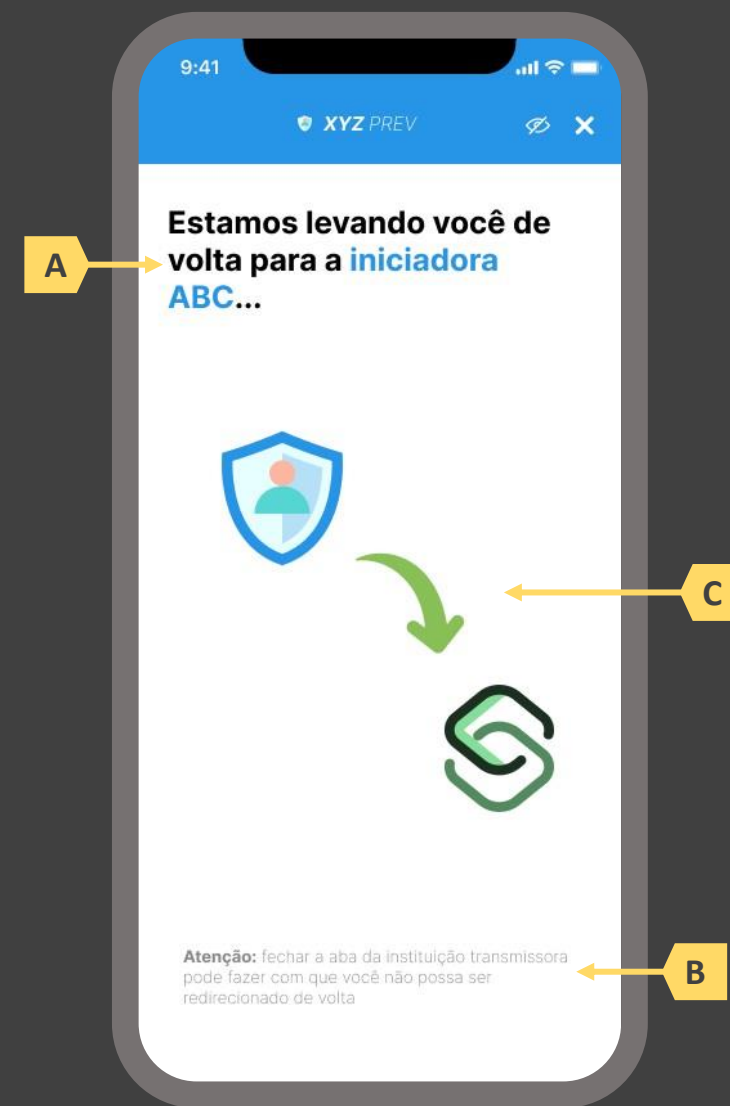 9:41
XYZ PREV
Estamos levando você de
volta para a iniciadora
ABC...
A
C
Atenção: fechar a aba da instituição transmissora
pode fazer com que você não possa ser
redirecionado de volta
B